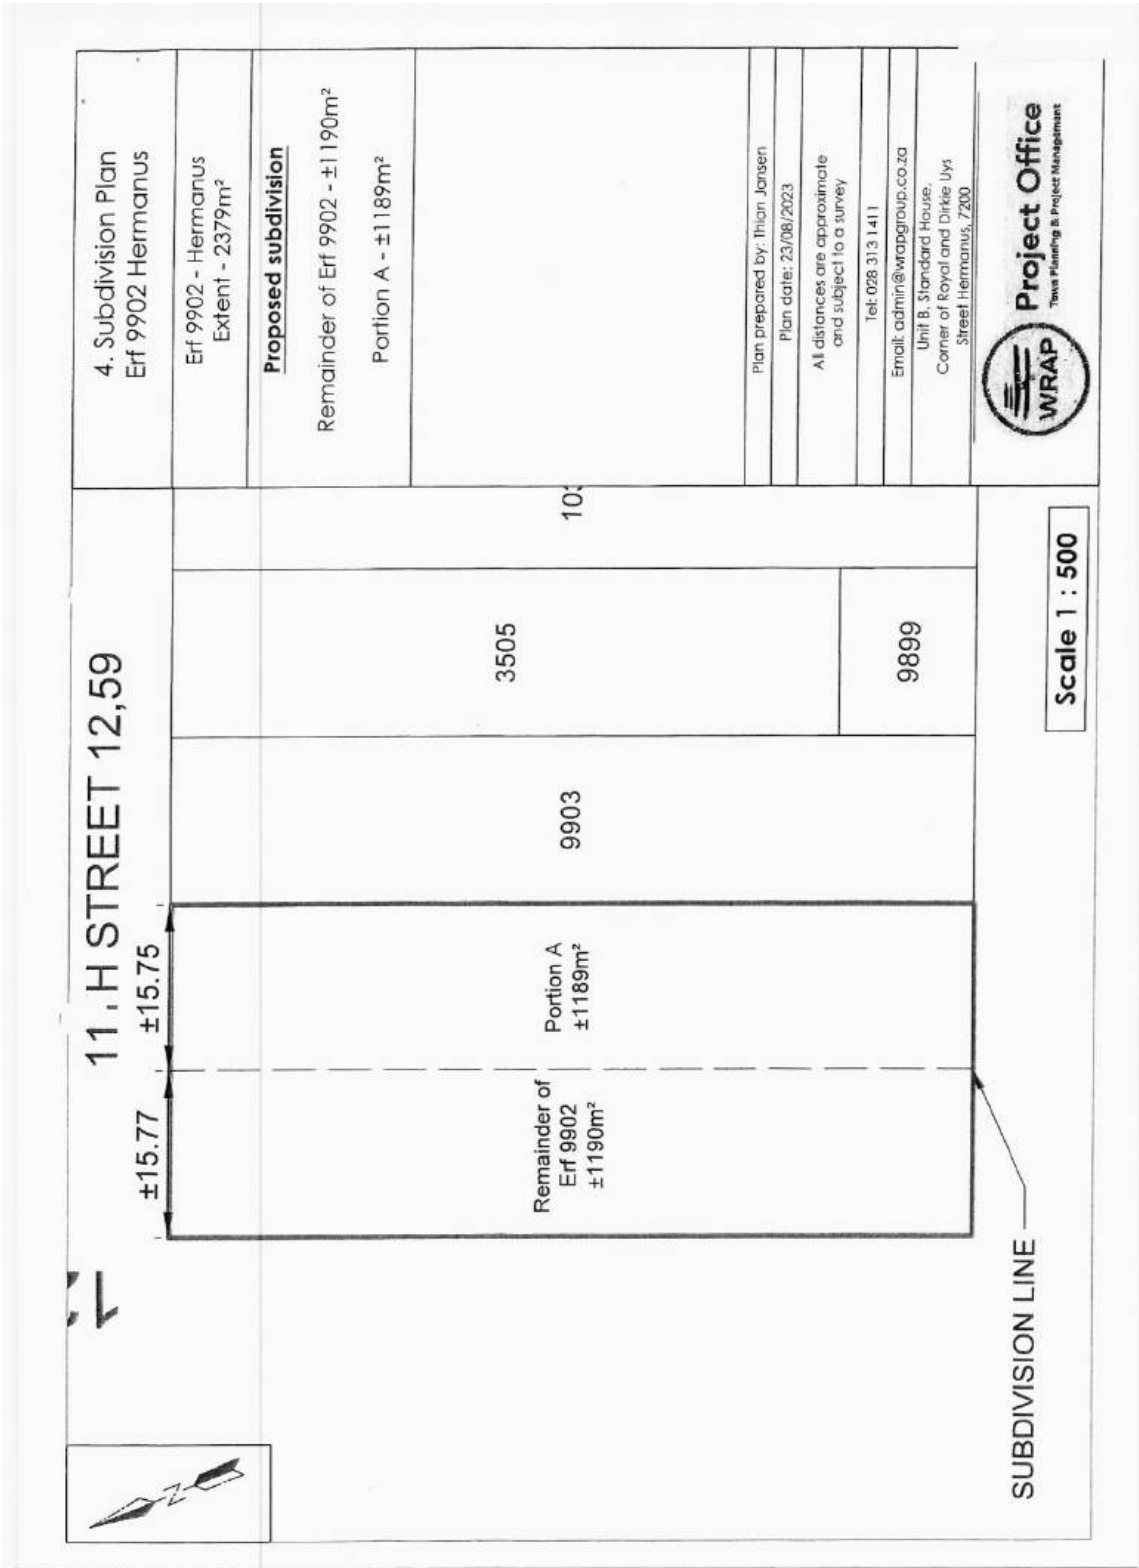 11.H STREET 12,59
±15.77
±15.75
Remainder of
Erf 9902
±1190m²
Portion A
±1189m²
9903
3505
9899
SUBDIVISION LINE
Scale 1 : 500
4. Subdivision Plan
Erf 9902 Hermanus
Erf 9902 - Hermanus
Extent - 2379m²
Proposed subdivision
Remainder of Erf 9902 - ±1190m²
Portion A - ±1189m²
Plan prepared by: Thian Jansen
Plan date: 23/08/2023
All distances are approximate
and subject to a survey
Tel: 028 313 1411
Email: admin@wrapgroup.co.za
Unit B, Standard House,
Corner of Royal and Dirkie Uys
Street Hermanus, 7200
WRAP
Project Office
Town Planning & Project Management
N